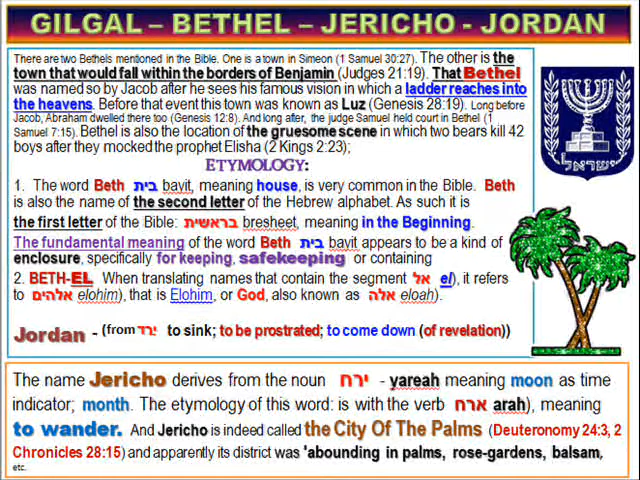 GILGAL – BETHEL – JERICHO - JORDAN
There are two Bethels mentioned in the Bible. One is a town in Simeon (1 Samuel 30:27). The other is the
town that would fall within the borders of Benjamin (Judges 21:19). That Bethel
was named so by Jacob after he sees his famous vision in which a ladder reaches into
the heavens. Before that event this town was known as Luz (Genesis 28:19). Long before
Jacob, Abraham dwelled there too (Genesis 12:8). And long after, the judge Samuel held court in Bethel (1
Samuel 7:15). Bethel is also the location of the gruesome scene in which two bears kill 42
boys after they mocked the prophet Elisha (2 Kings 2:23);
ETYMOLOGY:
1. The word Beth בית bayit, meaning house, is very common in the Bible. Beth
is also the name of the second letter of the Hebrew alphabet. As such it is
the first letter of the Bible: בראשית bresheet, meaning in the Beginning.
The fundamental meaning of the word Beth בית bayit appears to be a kind of
enclosure, specifically for keeping, safekeeping or containing
2. BETH-EL When translating names that contain the segment אל el), it refers
to אלהים elohim), that is Elohim, or God, also known as אלה eloah).
Jordan - (from ירד to sink; to be prostrated; to come down (of revelation))
ישראל
The name Jericho derives from the noun ירח - yareah meaning moon as time
indicator; month. The etymology of this word: is with the verb ארח arah), meaning
to wander. And Jericho is indeed called the City Of The Palms (Deuteronomy 24:3, 2
Chronicles 28:15) and apparently its district was 'abounding in palms, rose-gardens, balsam,
etc.